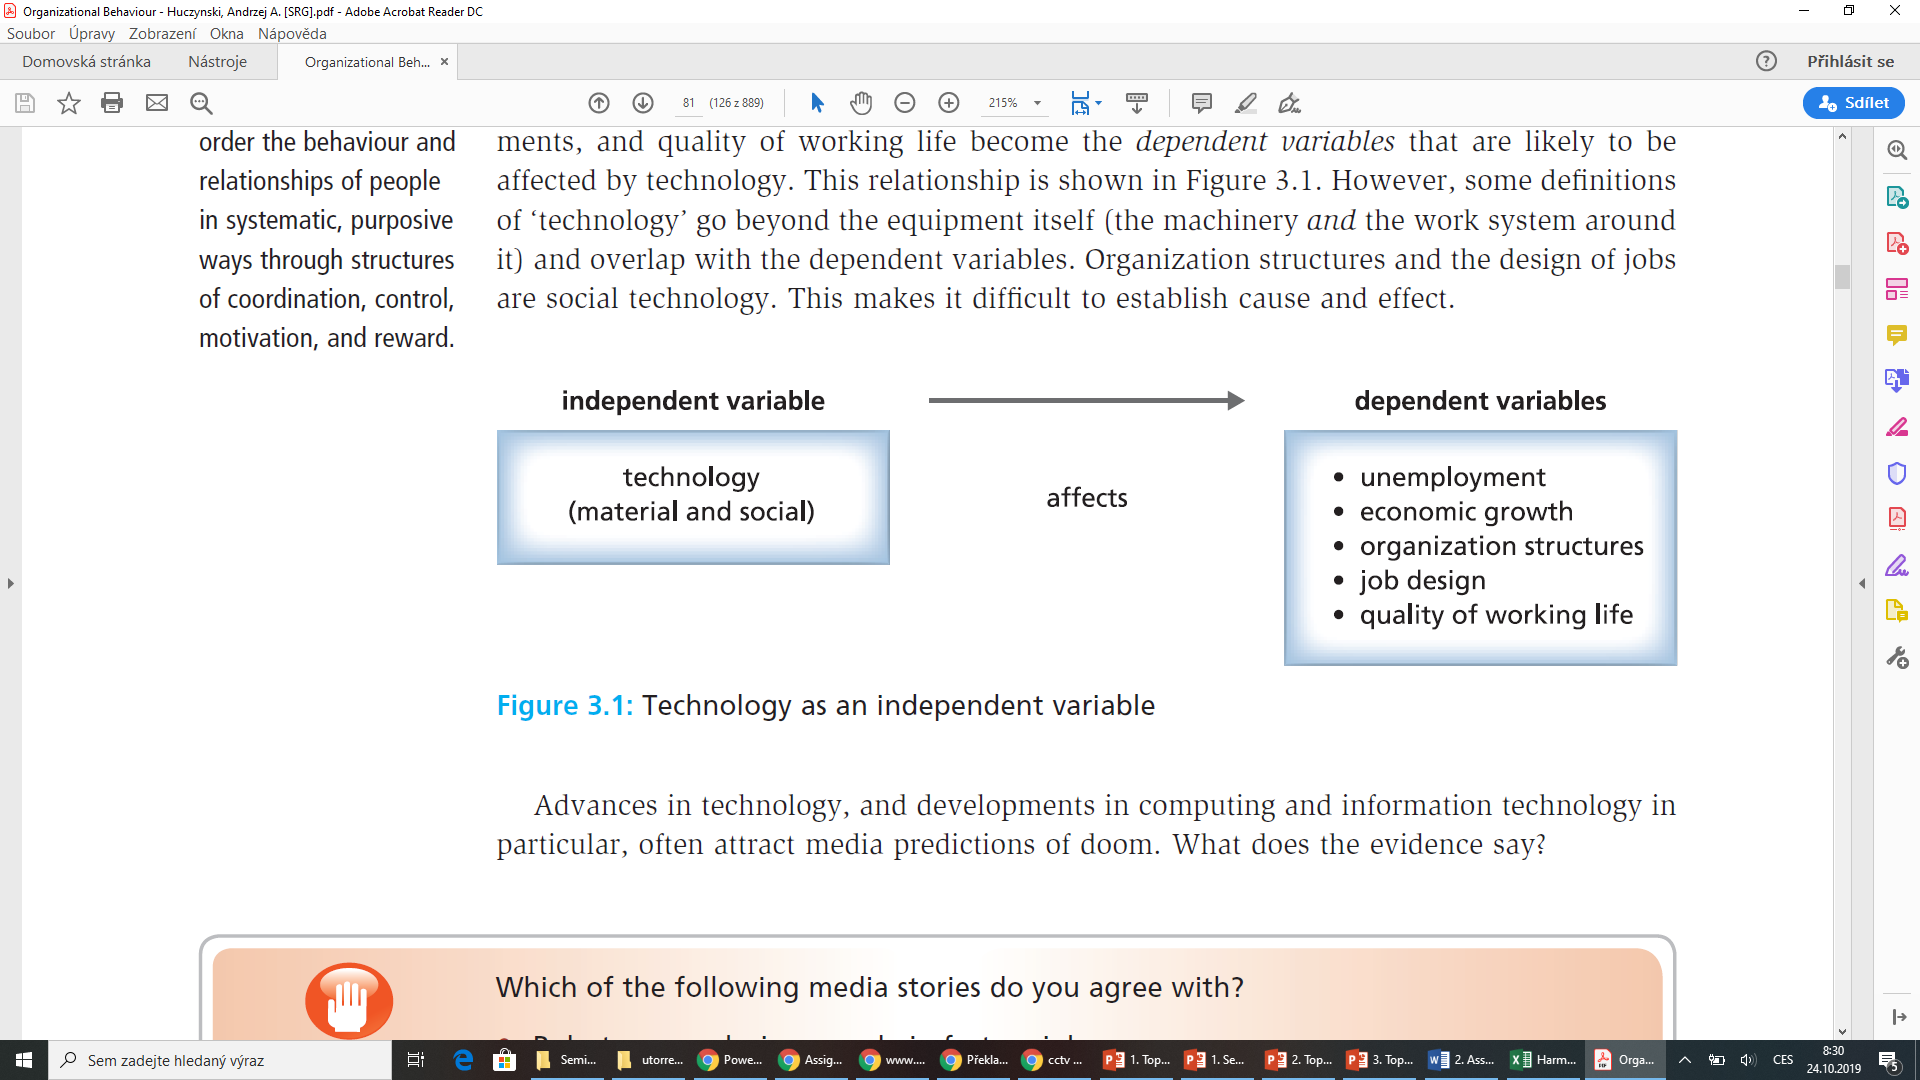 Organizational Behaviour - Huczynski, Andrzej A. [SRG].pdf - Adobe Acrobat Reader DC
Soubor Úpravy Zobrazení Okna Nápověda
Domovská stránka Nástroje Organizational Beh... × Přihlásit se
81 (126 z 889) 215% Sdílet
order the behaviour and
relationships of people
in systematic, purposive
ways through structures
of coordination, control,
motivation, and reward.
ments, and quality of working life become the dependent variables that are likely to be
affected by technology. This relationship is shown in Figure 3.1. However, some definitions
of ‘technology’ go beyond the equipment itself (the machinery and the work system around
it) and overlap with the dependent variables. Organization structures and the design of jobs
are social technology. This makes it difficult to establish cause and effect.
independent variable
technology
(material and social)
affects
dependent variables
• unemployment
• economic growth
• organization structures
• job design
• quality of working life
Figure 3.1: Technology as an independent variable
Advances in technology, and developments in computing and information technology in
particular, often attract media predictions of doom. What does the evidence say?
Which of the following media stories do you agree with?
Sem zadejte hledaný výraz
Semi... utorre... Powe... Assig... www.... Překla... cctv ... 1. Top... 1. Se... 2. Top... 3. Top... 2. Ass... Harm... Orga... CES
8:30
24.10.2019
5